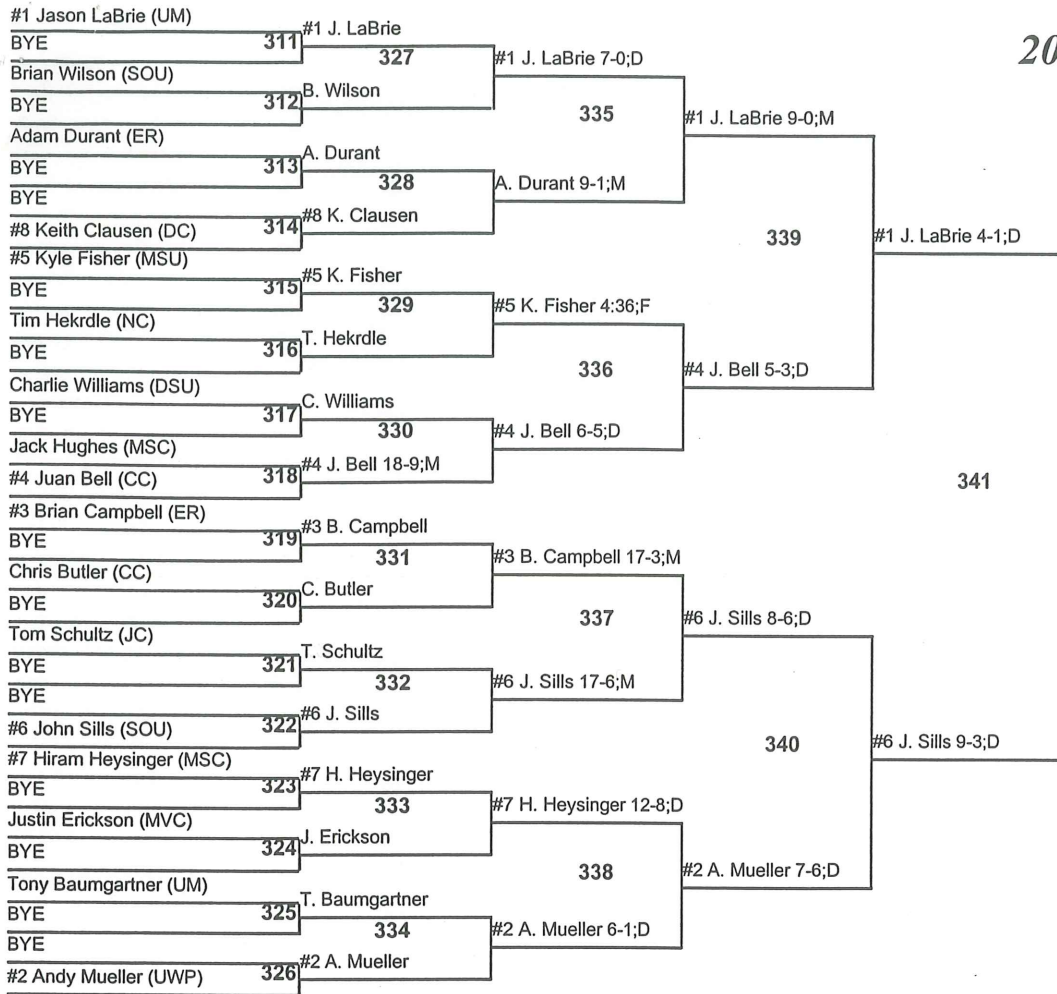 #1 Jason LaBrie (UM)
BYE
311
Brian Wilson (SOU)
BYE
312
Adam Durant (ER)
BYE
313
BYE
#8 Keith Clausen (DC)
314
#5 Kyle Fisher (MSU)
BYE
315
Tim Hekrdle (NC)
BYE
316
Charlie Williams (DSU)
BYE
317
Jack Hughes (MSC)
#4 Juan Bell (CC)
318
#3 Brian Campbell (ER)
BYE
319
Chris Butler (CC)
BYE
320
Tom Schultz (JC)
BYE
321
BYE
#6 John Sills (SOU)
322
#7 Hiram Heysinger (MSC)
BYE
323
Justin Erickson (MVC)
BYE
324
Tony Baumgartner (UM)
BYE
325
BYE
#2 Andy Mueller (UWP)
326
#1 J. LaBrie
327
B. Wilson
A. Durant
328
#8 K. Clausen
#5 K. Fisher
329
T. Hekrdle
C. Williams
330
#4 J. Bell 18-9;M
#3 B. Campbell
331
C. Butler
T. Schultz
332
#6 J. Sills
#7 H. Heysinger
333
J. Erickson
T. Baumgartner
334
#2 A. Mueller
#1 J. LaBrie 7-0;D
335
A. Durant 9-1;M
#5 K. Fisher 4:36;F
336
#4 J. Bell 6-5;D
#3 B. Campbell 17-3;M
337
#6 J. Sills 17-6;M
#7 H. Heysinger 12-8;D
338
#2 A. Mueller 6-1;D
#1 J. LaBrie 9-0;M
339
#4 J. Bell 5-3;D
#6 J. Sills 8-6;D
340
#2 A. Mueller 7-6;D
#1 J. LaBrie 4-1;D
341
#6 J. Sills 9-3;D
20